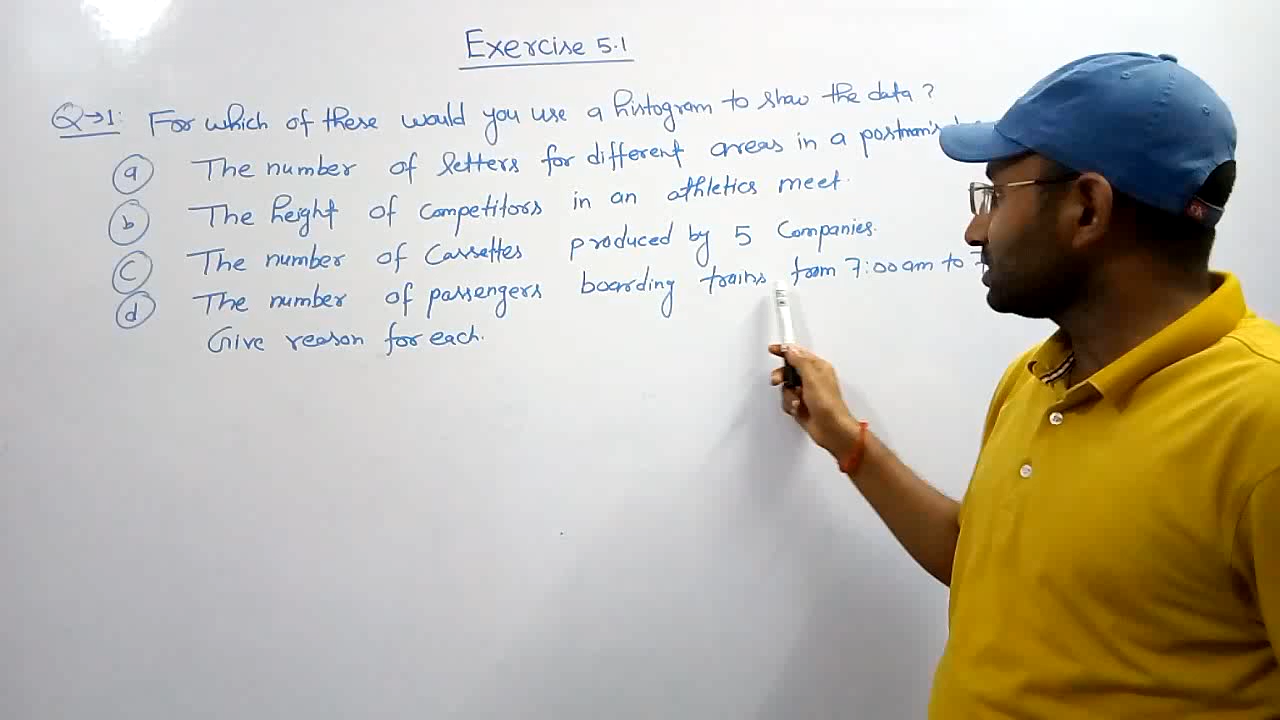 Exercise 5.1
Q→1: For which of these would you use a histogram to show the data?
a The number of letters for different areas in a postman's
b The height of competitors in an athletics meet.
c The number of Cassettes produced by 5 Companies.
d The number of passengers boarding trains from 7:00am to 7
Give reason for each.